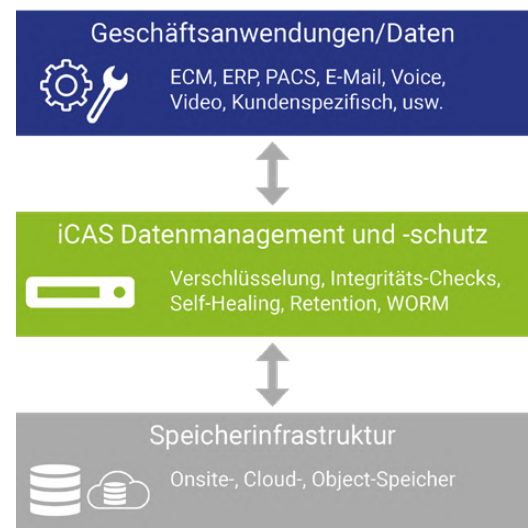 Geschäftsanwendungen/Daten
ECM, ERP, PACS, E-Mail, Voice,
Video, Kundenspezifisch, usw.
iCAS Datenmanagement und -schutz
Verschlüsselung, Integritäts-Checks,
Self-Healing, Retention, WORM
Speicherinfrastruktur
Onsite-, Cloud-, Object-Speicher